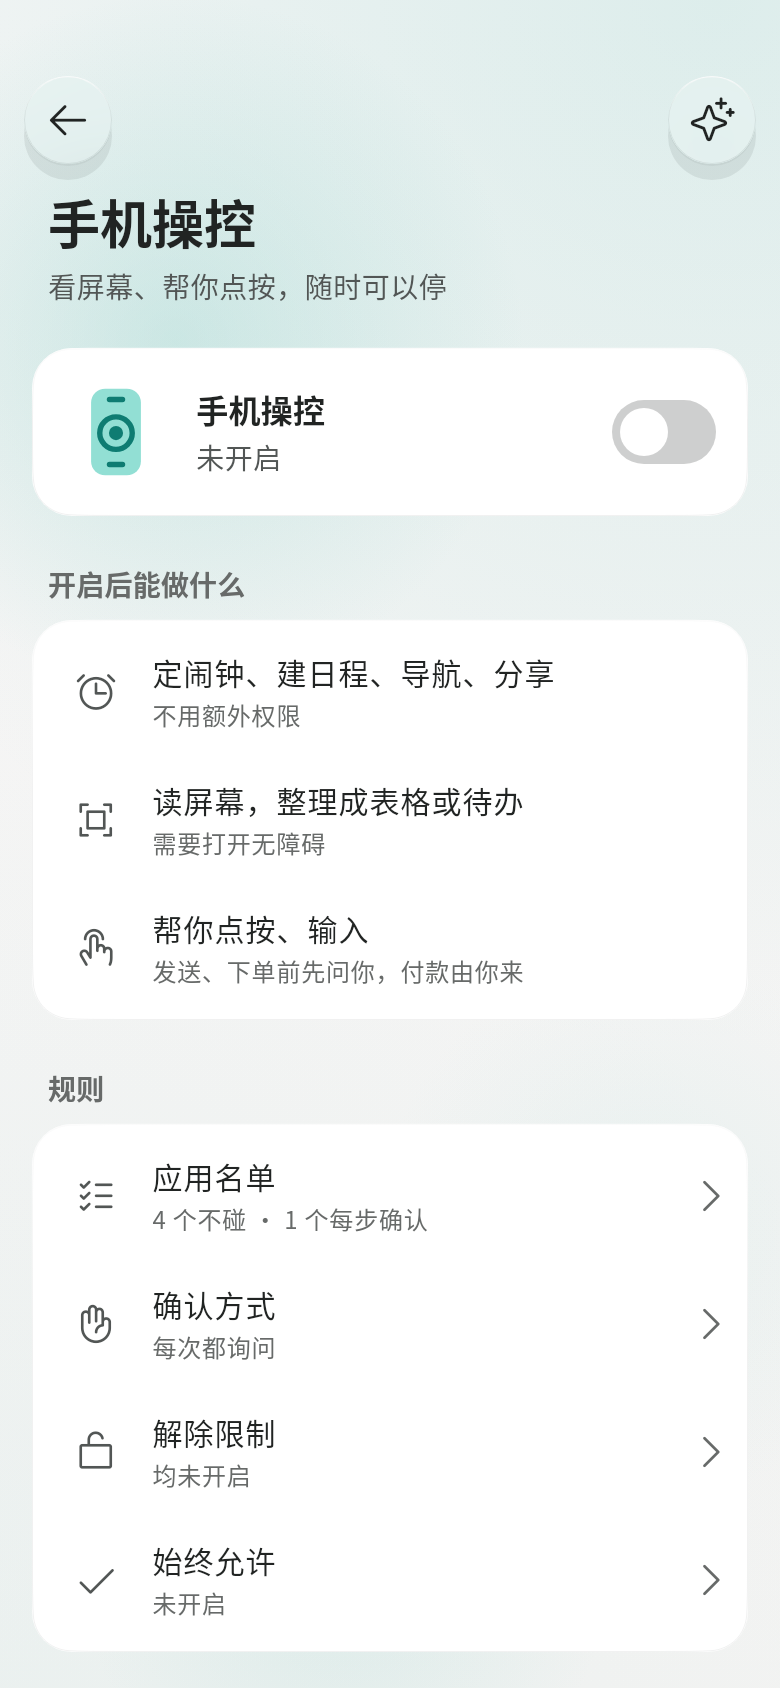 手机操控
看屏幕、帮你点按，随时可以停
手机操控
未开启
开启后能做什么
定闹钟、建日程、导航、分享
不用额外权限
读屏幕，整理成表格或待办
需要打开无障碍
帮你点按、输入
发送、下单前先问你，付款由你来
规则
应用名单
4 个不碰 · 1 个每步确认
确认方式
每次都询问
解除限制
均未开启
始终允许
未开启